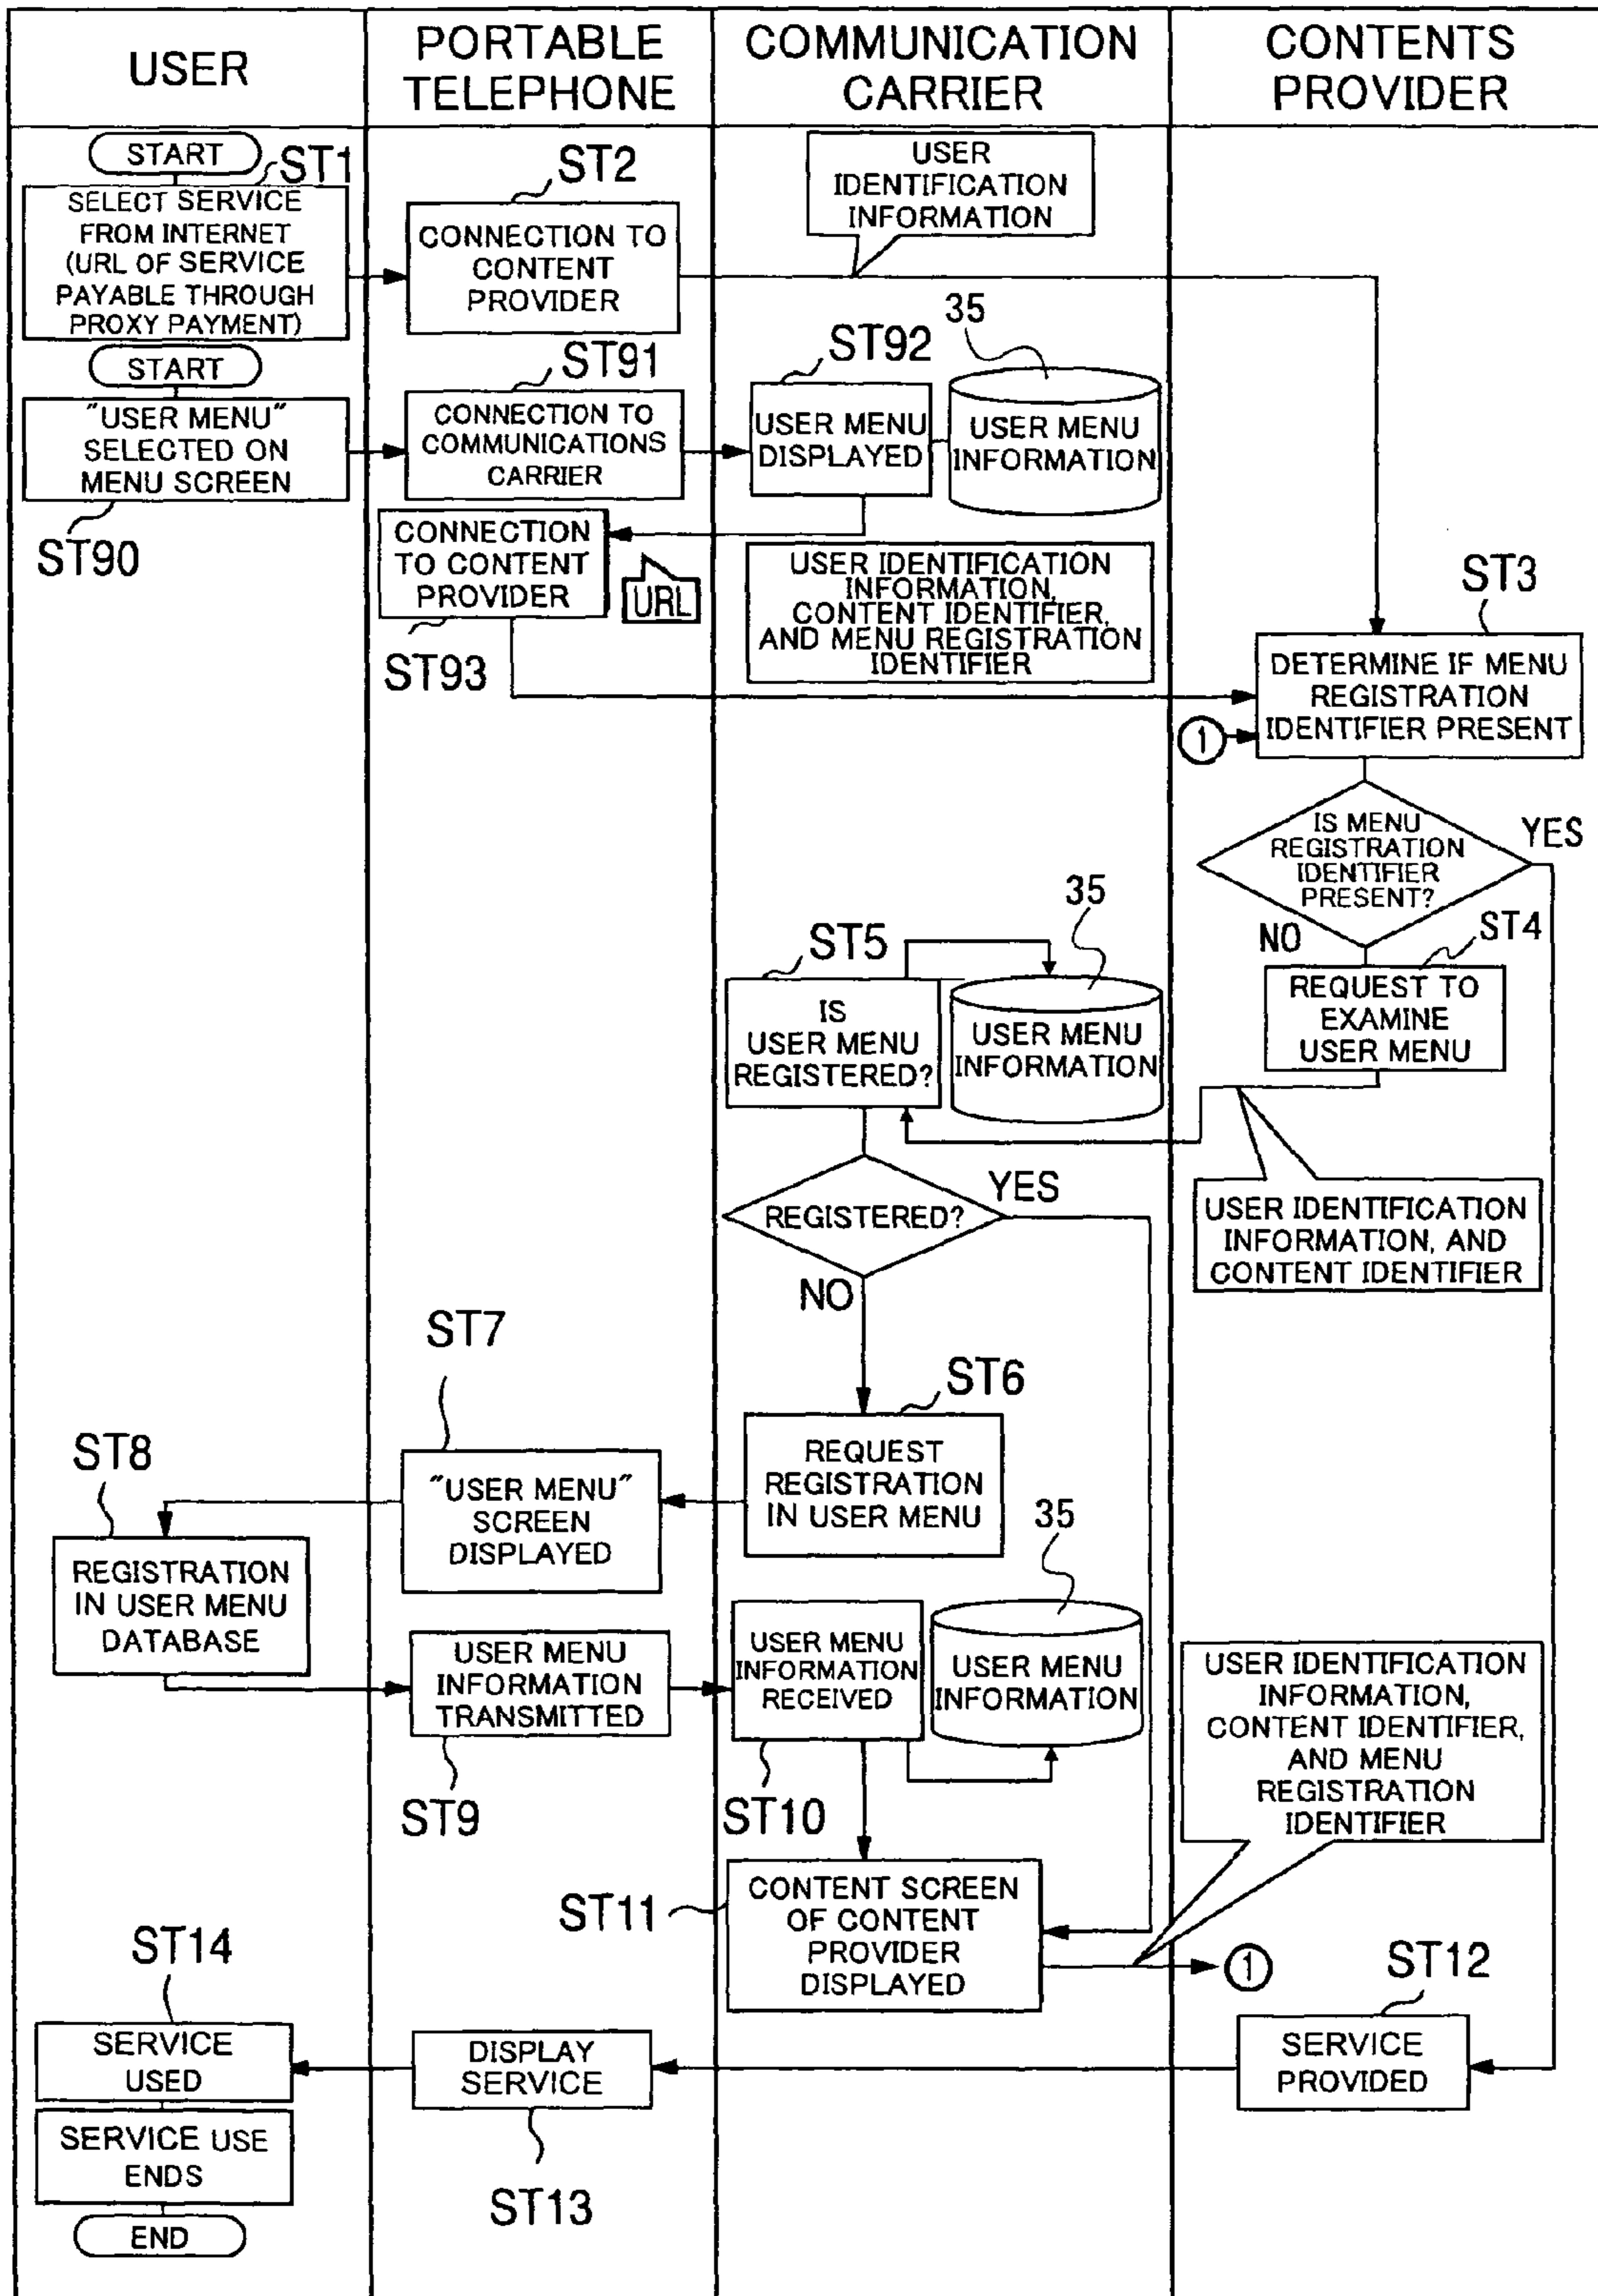 USER
PORTABLE
TELEPHONE
COMMUNICATION
CARRIER
CONTENTS
PROVIDER
START
ST1
SELECT SERVICE
FROM INTERNET
(URL OF SERVICE
PAYABLE THROUGH
PROXY PAYMENT)
ST2
CONNECTION TO
CONTENT
PROVIDER
USER
IDENTIFICATION
INFORMATION
START
"USER MENU"
SELECTED ON
MENU SCREEN
ST90
ST91
CONNECTION TO
COMMUNICATIONS
CARRIER
ST92
USER MENU
DISPLAYED
35
USER MENU
INFORMATION
CONNECTION
TO CONTENT
PROVIDER
URL
ST93
USER IDENTIFICATION
INFORMATION,
CONTENT IDENTIFIER,
AND MENU REGISTRATION
IDENTIFIER
ST3
DETERMINE IF MENU
REGISTRATION
IDENTIFIER PRESENT
1
IS MENU
REGISTRATION
IDENTIFIER
PRESENT?
YES
NO
ST4
REQUEST TO
EXAMINE
USER MENU
ST5
IS
USER MENU
REGISTERED?
35
USER MENU
INFORMATION
USER IDENTIFICATION
INFORMATION, AND
CONTENT IDENTIFIER
REGISTERED?
YES
NO
ST6
REQUEST
REGISTRATION
IN USER MENU
ST7
"USER MENU"
SCREEN
DISPLAYED
ST8
REGISTRATION
IN USER MENU
DATABASE
USER MENU
INFORMATION
TRANSMITTED
ST9
USER MENU
INFORMATION
RECEIVED
ST10
35
USER MENU
INFORMATION
USER IDENTIFICATION
INFORMATION,
CONTENT IDENTIFIER,
AND MENU
REGISTRATION
IDENTIFIER
ST11
CONTENT SCREEN
OF CONTENT
PROVIDER
DISPLAYED
1
ST12
SERVICE
PROVIDED
DISPLAY
SERVICE
ST13
ST14
SERVICE
USED
SERVICE USE
ENDS
END